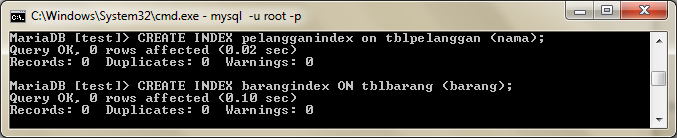 C:\Windows\System32\cmd.exe - mysql -u root -p
MariaDB [test]> CREATE INDEX pelangganindex on tblpelanggan (nama);
Query OK, 0 rows affected (0.02 sec)
Records: 0  Duplicates: 0  Warnings: 0
MariaDB [test]> CREATE INDEX barangindex ON tblbarang (barang);
Query OK, 0 rows affected (0.10 sec)
Records: 0  Duplicates: 0  Warnings: 0